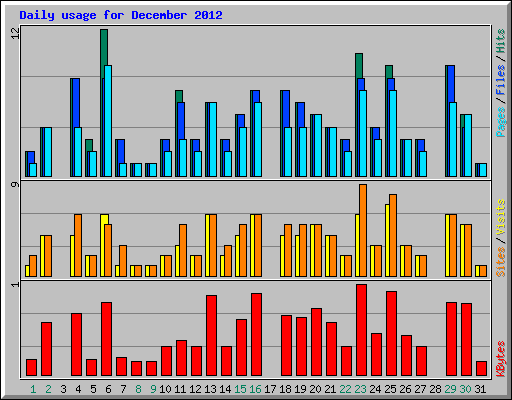 Daily usage for December 2012
12
Pages / Files / Hits
9
Sites / Visits
1
KBytes
1 2 3 4 5 6 7 8 9 10 11 12 13 14 15 16 17 18 19 20 21 22 23 24 25 26 27 28 29 30 31